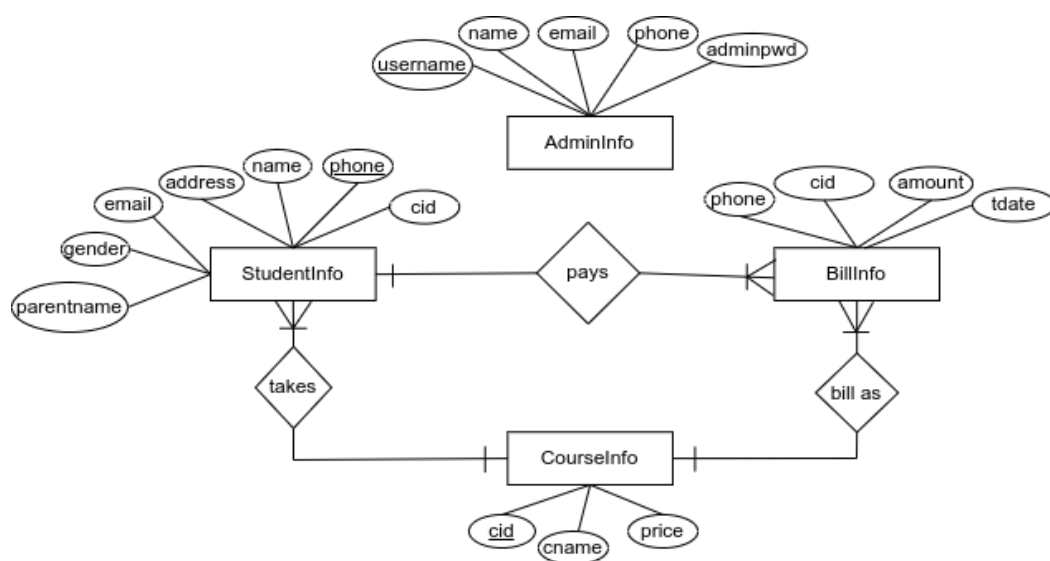 name
email
phone
adminpwd
username
AdminInfo
name
phone
address
cid
email
gender
parentname
StudentInfo
pays
phone
cid
amount
tdate
BillInfo
takes
bill as
CourseInfo
cid
cname
price